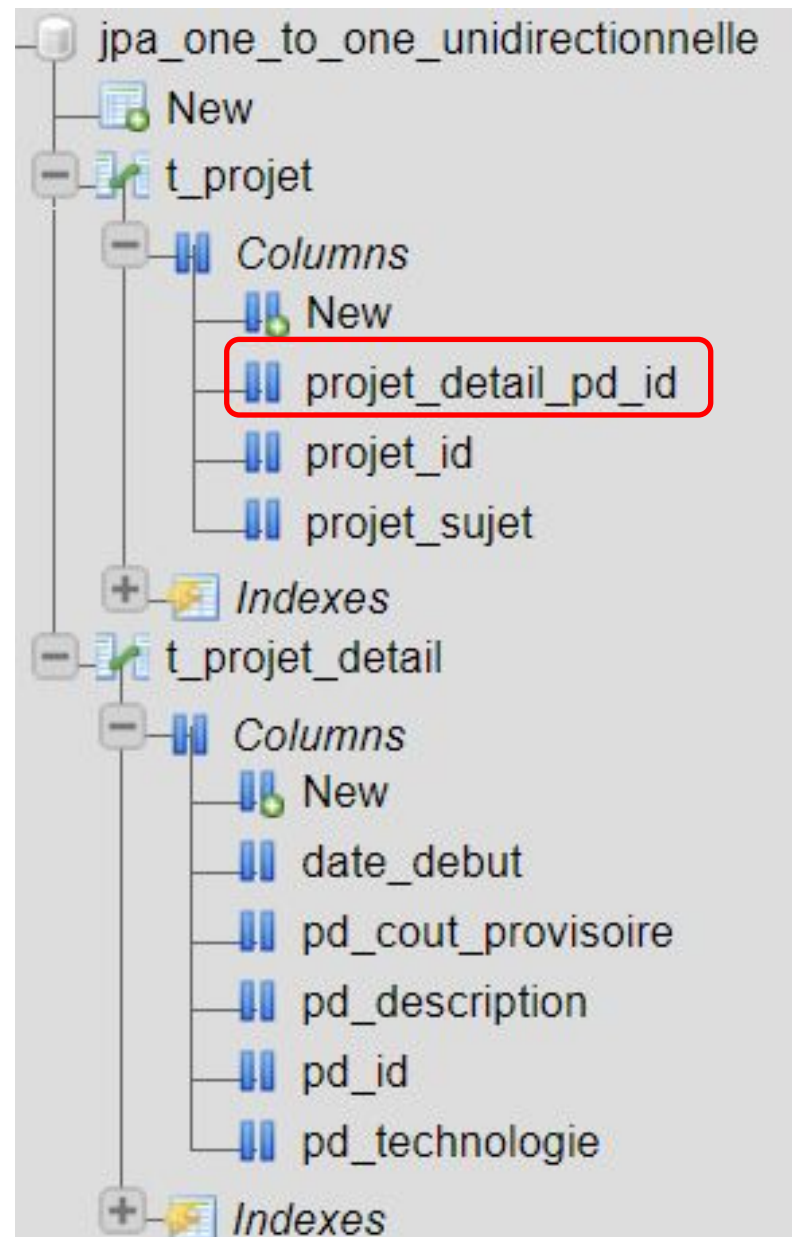 jpa_one_to_one_unidirectionnelle
New
t_projet
Columns
New
projet_detail_pd_id
projet_id
projet_sujet
Indexes
t_projet_detail
Columns
New
date_debut
pd_cout_provisoire
pd_description
pd_id
pd_technologie
Indexes